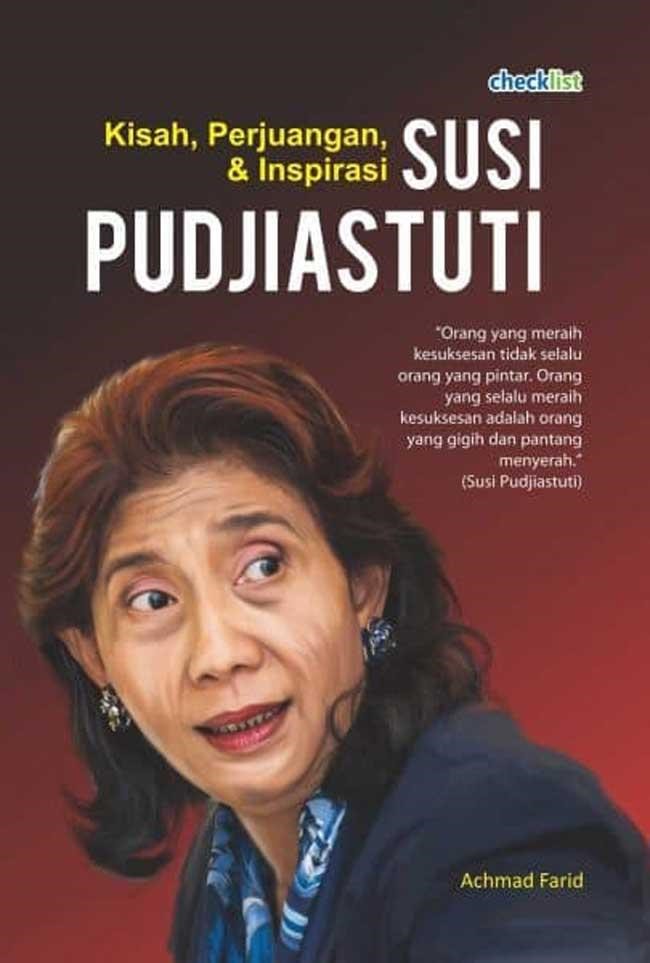 checklist
Kisah, Perjuangan,
& Inspirasi
SUSI
PUDJIASTUTI
"Orang yang meraih
kesuksesan tidak selalu
orang yang pintar. Orang
yang selalu meraih
kesuksesan adalah orang
yang gigih dan pantang
menyerah."
(Susi Pudjiastuti)
Achmad Farid